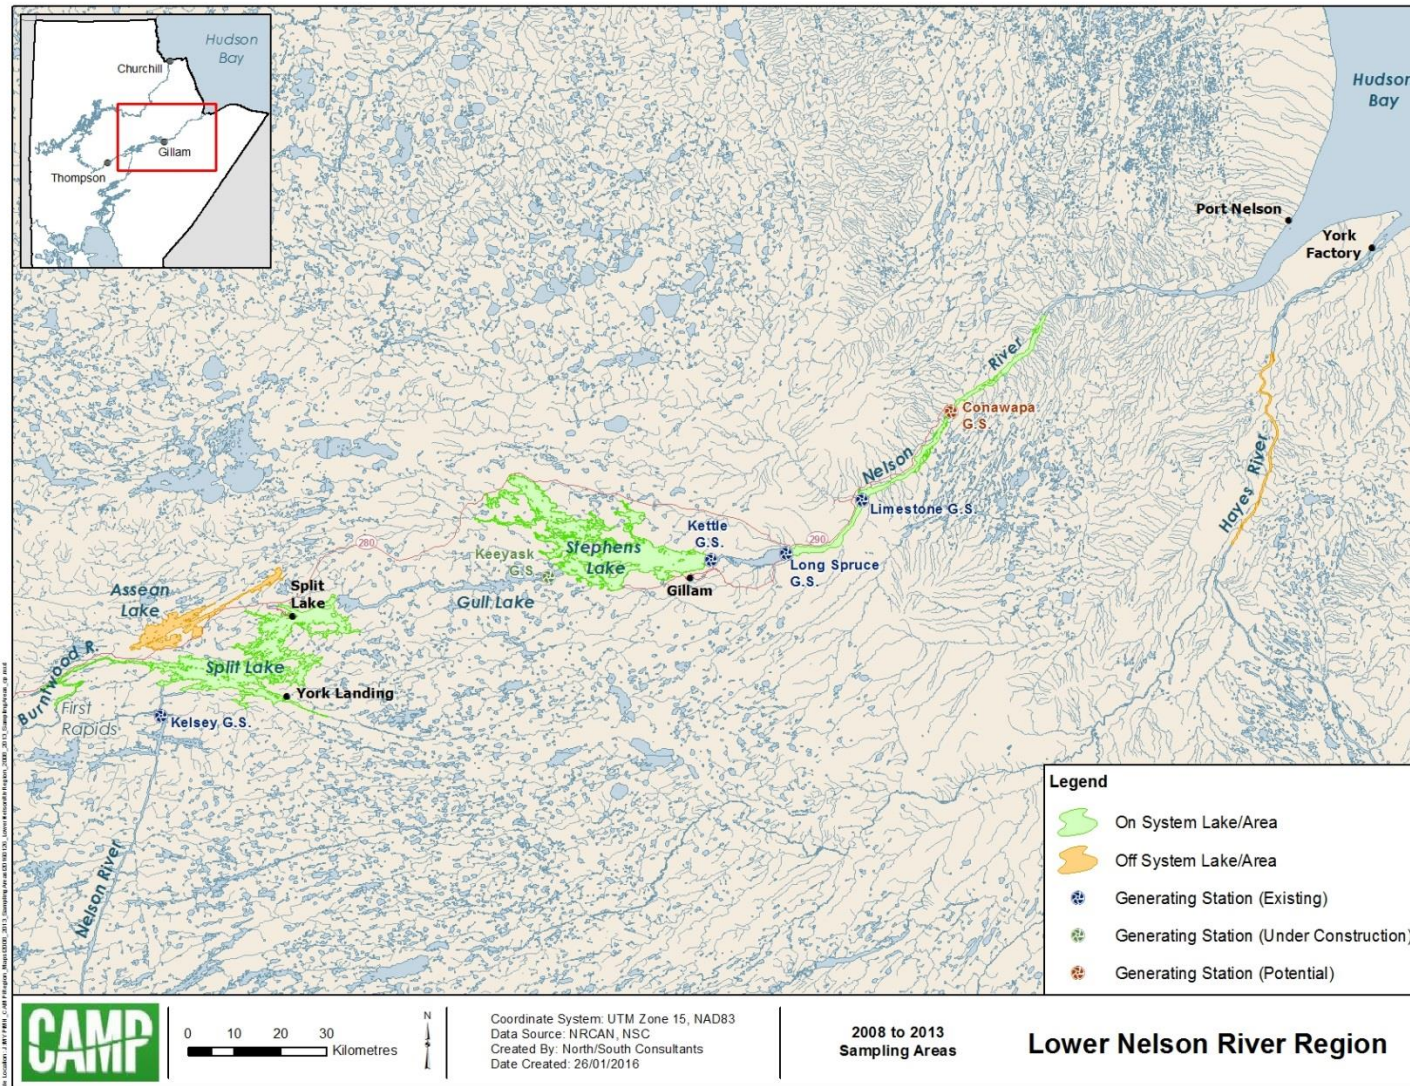 Hudson
Bay
Churchill
Gillam
Thompson
Hudson
Bay
Port Nelson
York
Factory
River
Conawapa
G.S.
Nelson
Hayes River
Limestone G.S.
Kettle
G.S.
290
Long Spruce
G.S.
280
Keeyask
G.S.
Stephens
Lake
Gillam
Gull Lake
Assean
Lake
Split
Lake
Split Lake
York Landing
Burntwood R.
First
Rapids
Kelsey G.S.
Nelson River
Legend
On System Lake/Area
Off System Lake/Area
Generating Station (Existing)
Generating Station (Under Construction)
Generating Station (Potential)
CAMP
0 10 20 30
Kilometres
N
Coordinate System: UTM Zone 15, NAD83
Data Source: NRCAN, NSC
Created By: North/South Consultants
Date Created: 26/01/2016
2008 to 2013
Sampling Areas
Lower Nelson River Region